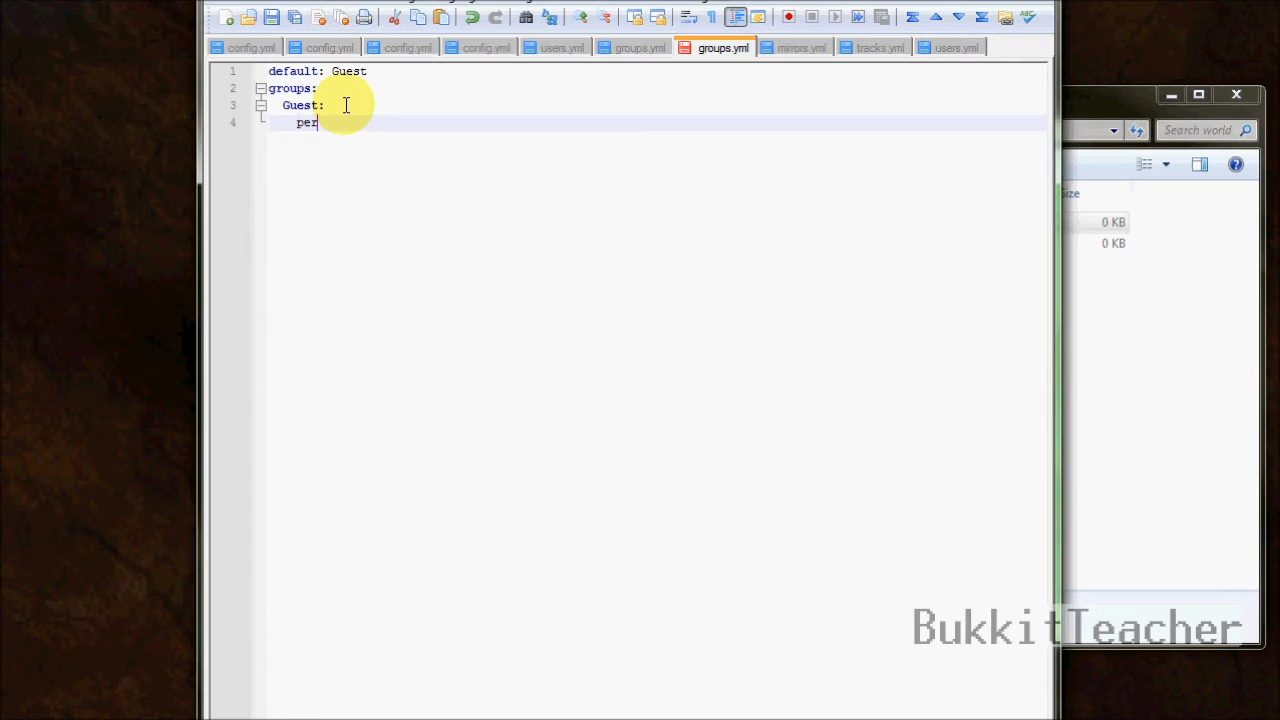 config.yml config.yml config.yml config.yml users.yml groups.yml groups.yml mirrors.yml tracks.yml users.yml
1 default: Guest
2 groups:
3 Guest:
4 per
Search world
Size
0 KB
0 KB
BukkitTeacher